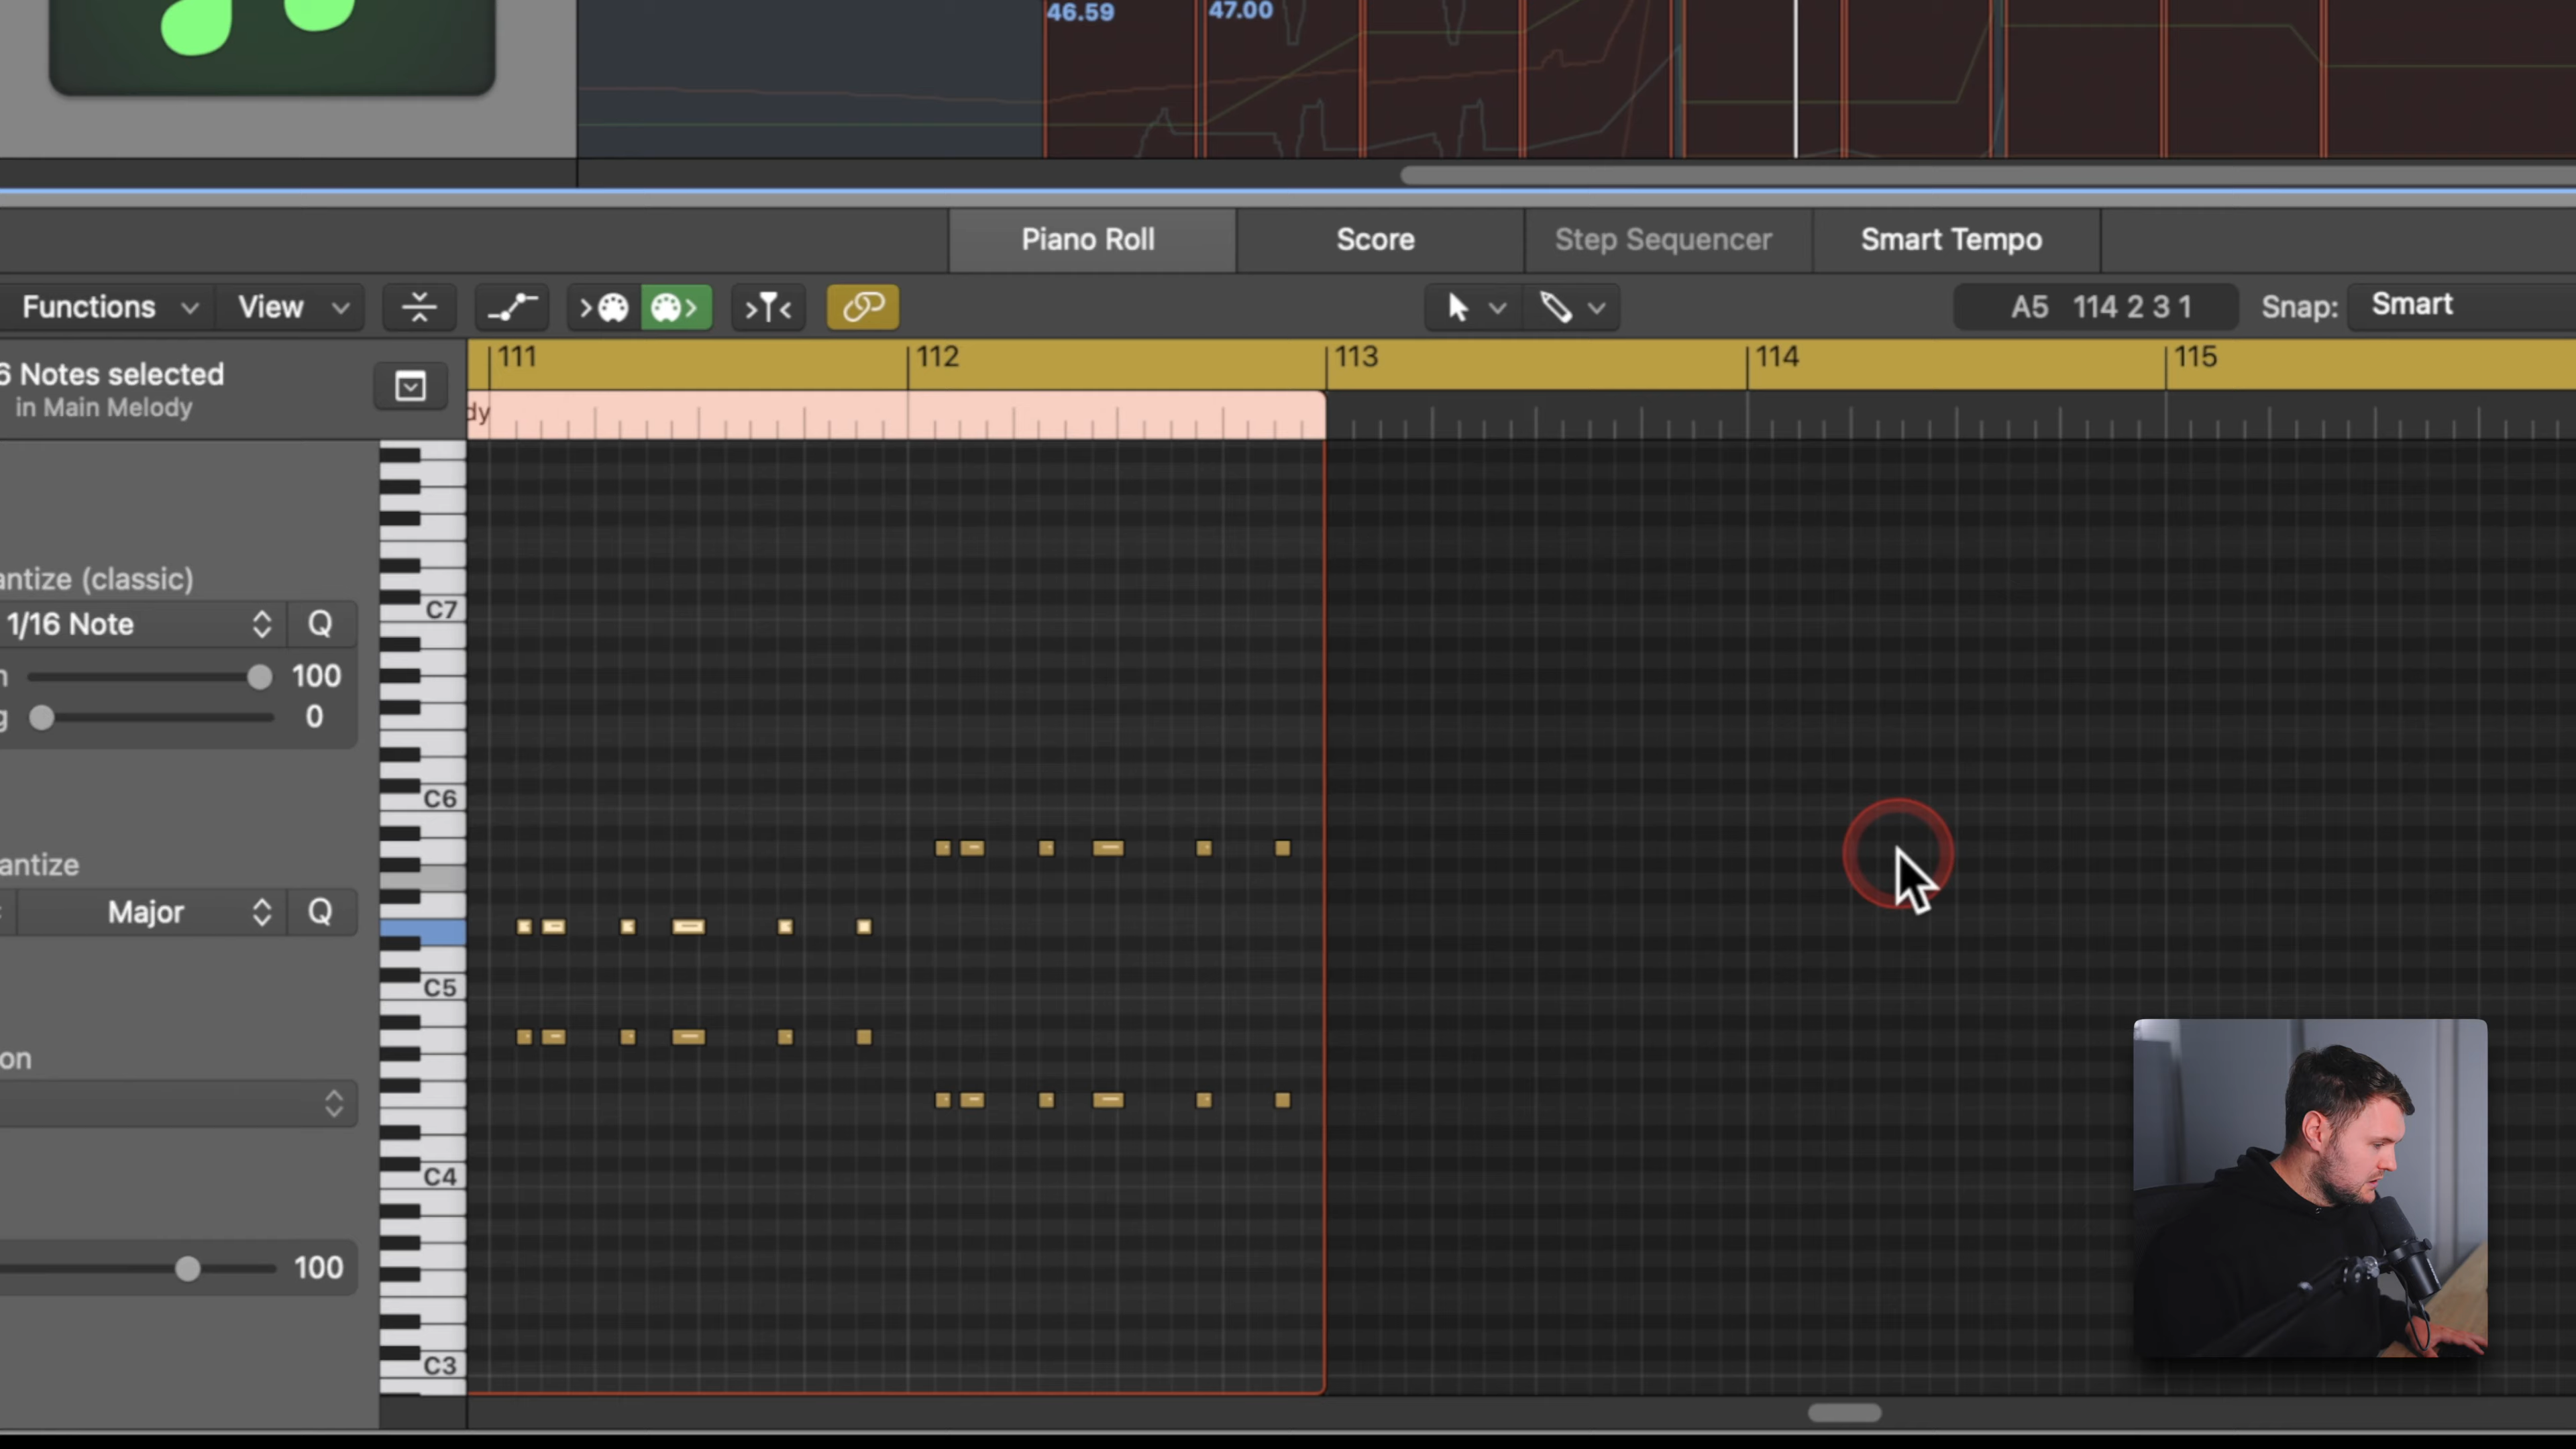 46.59 47.00
Piano Roll Score Step Sequencer Smart Tempo
Functions View A5 114 2 3 1 Snap: Smart
6 Notes selected
in Main Melody
111 112 113 114 115
dy
antize (classic)
1/16 Note Q
100
0
antize
Major Q
on
100
C7
C6
C5
C4
C3